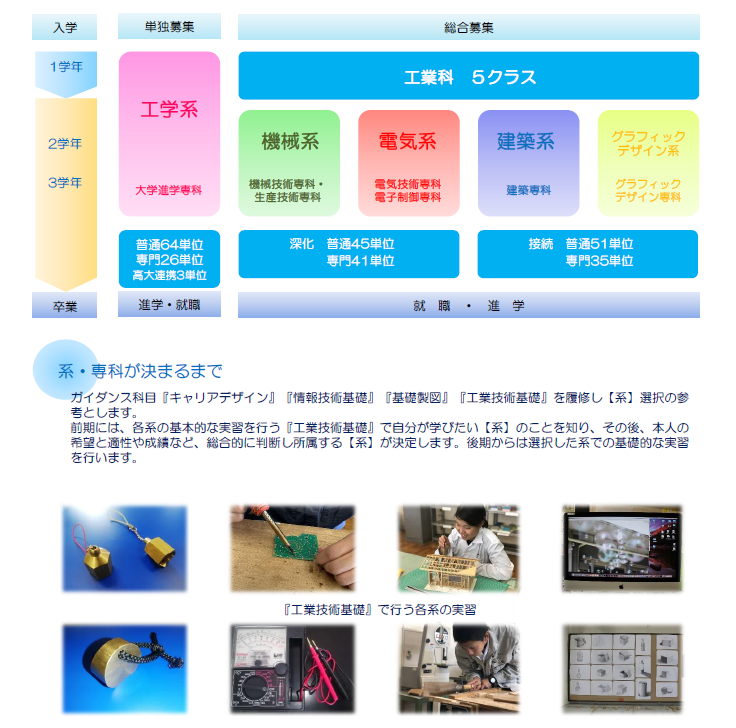 入学
単独募集
総合募集
1学年
工業科 5クラス
工学系
機械系
電気系
建築系
グラフィック
デザイン系
2学年
3学年
大学進学専科
機械技術専科・
生産技術専科
電気技術専科
電子制御専科
建築専科
グラフィック
デザイン専科
普通64単位
専門26単位
高大連携3単位
深化 普通45単位
専門41単位
接続 普通51単位
専門35単位
卒業
進学・就職
就 職 ・ 進 学
系・専科が決まるまで
ガイダンス科目『キャリアデザイン』『情報技術基礎』『基礎製図』『工業技術基礎』を履修し【系】選択の参
考とします。
前期には、各系の基本的な実習を行う『工業技術基礎』で自分が学びたい【系】のことを知り、その後、本人の
希望と適性や成績など、総合的に判断し所属する【系】が決定します。後期からは選択した系での基礎的な実習
を行います。
『工業技術基礎』で行う各系の実習